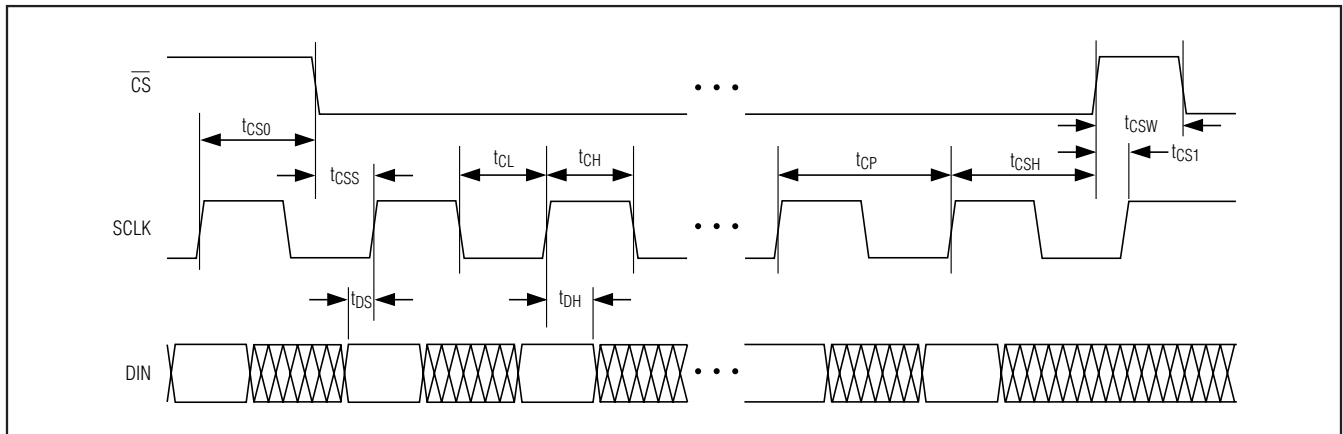 CS
• • •
tCSW
tCS0
tCS1
tCSS
tCL
tCH
tCP
tCSH
SCLK
• • •
tDS
tDH
DIN
• • •